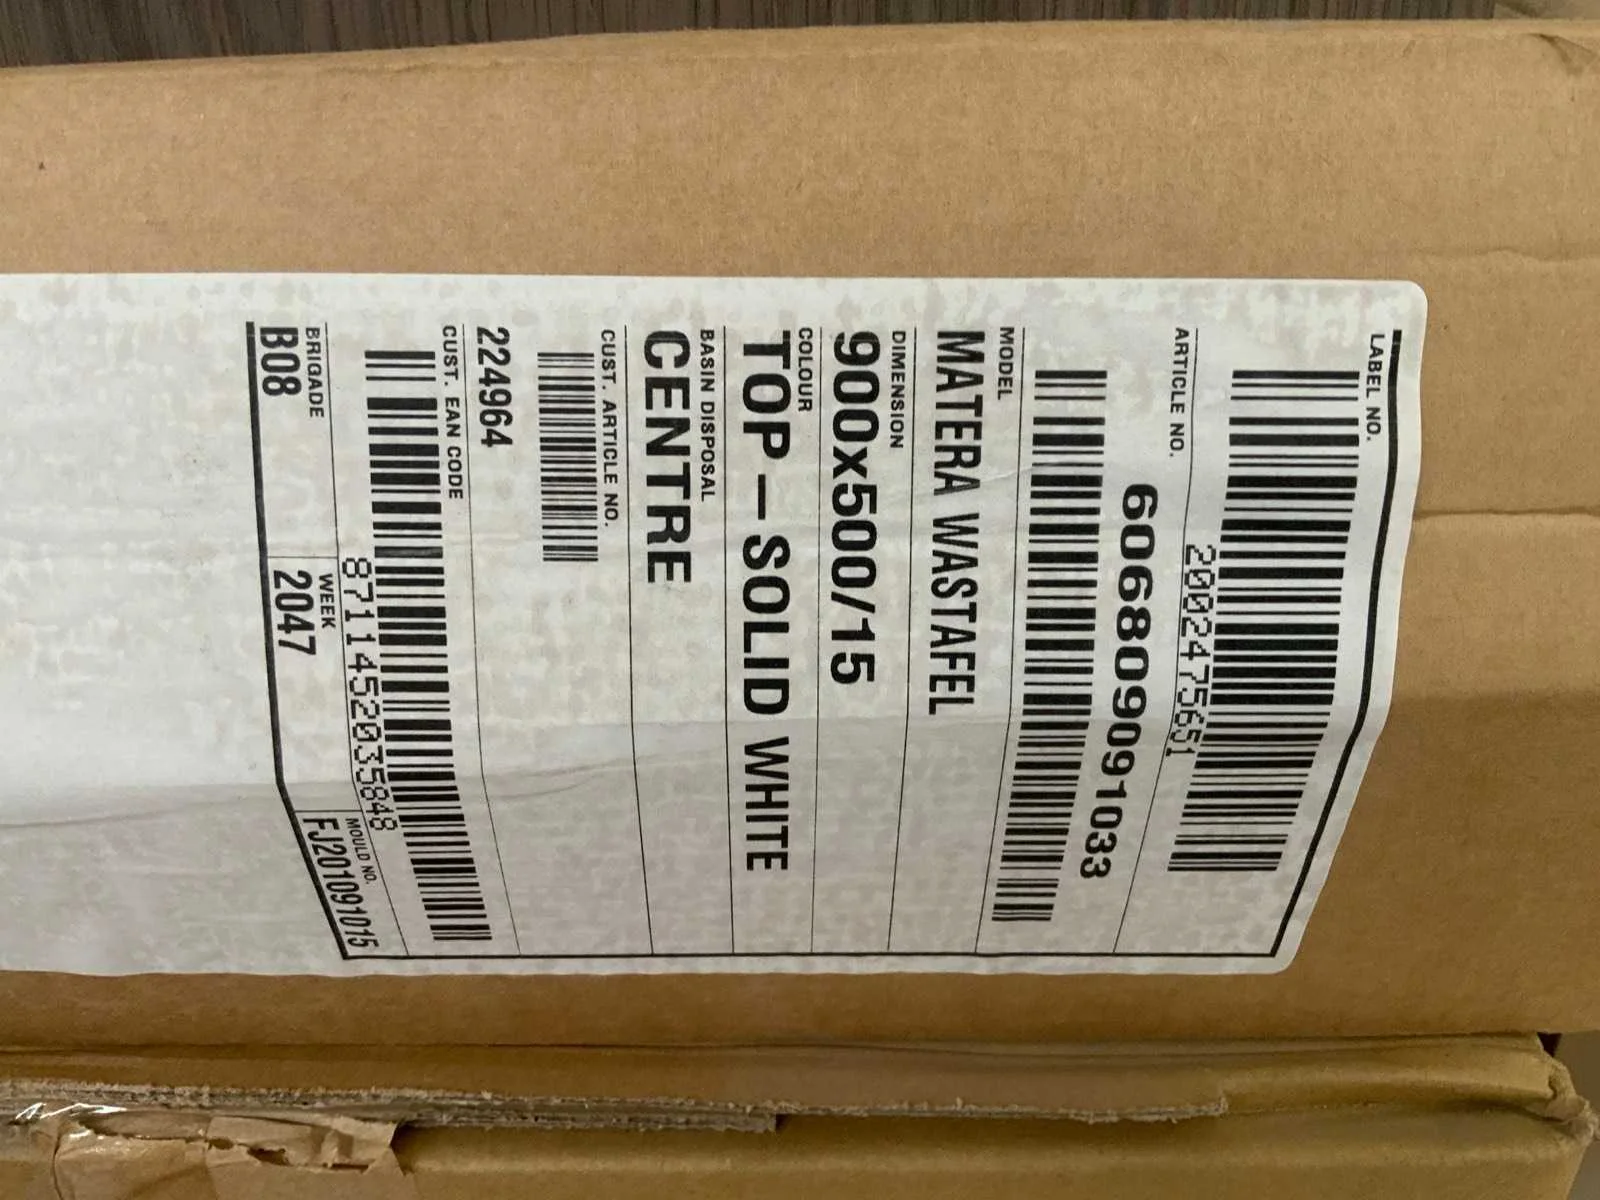 LABEL NO.
2002475651
ARTICLE NO.
606809091033
MODEL
MATERA WASTAFEL
DIMENSION
900x500/15
COLOUR
TOP-SOLID WHITE
BASIN DISPOSAL
CENTRE
CUST. ARTICLE NO.
224964
CUST. EAN CODE
8711452035848
BRIGADE
B08
WEEK
2047
MOULD NO.
FJ201091015